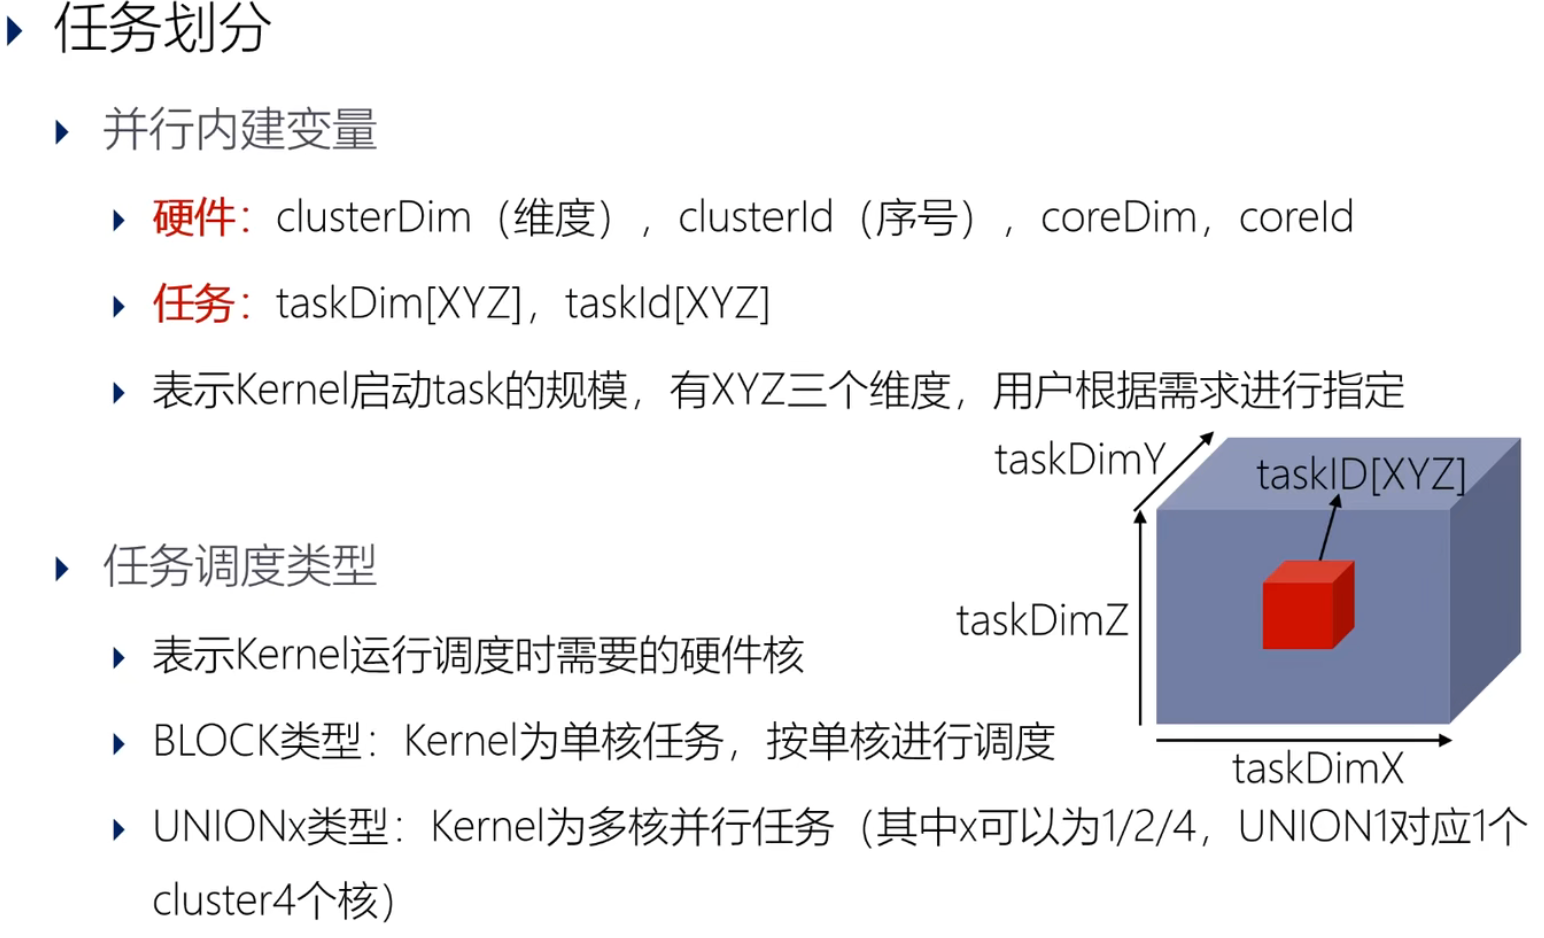 任务划分
并行内建变量
硬件：clusterDim（维度），clusterId（序号），coreDim，coreId
任务：taskDim[XYZ]，taskId[XYZ]
表示Kernel启动task的规模，有XYZ三个维度，用户根据需求进行指定
taskDimY
taskID[XYZ]
taskDimZ
taskDimX
任务调度类型
表示Kernel运行调度时需要的硬件核
BLOCK类型：Kernel为单核任务，按单核进行调度
UNIONx类型：Kernel为多核并行任务（其中x可以为1/2/4，UNION1对应1个
cluster4个核）